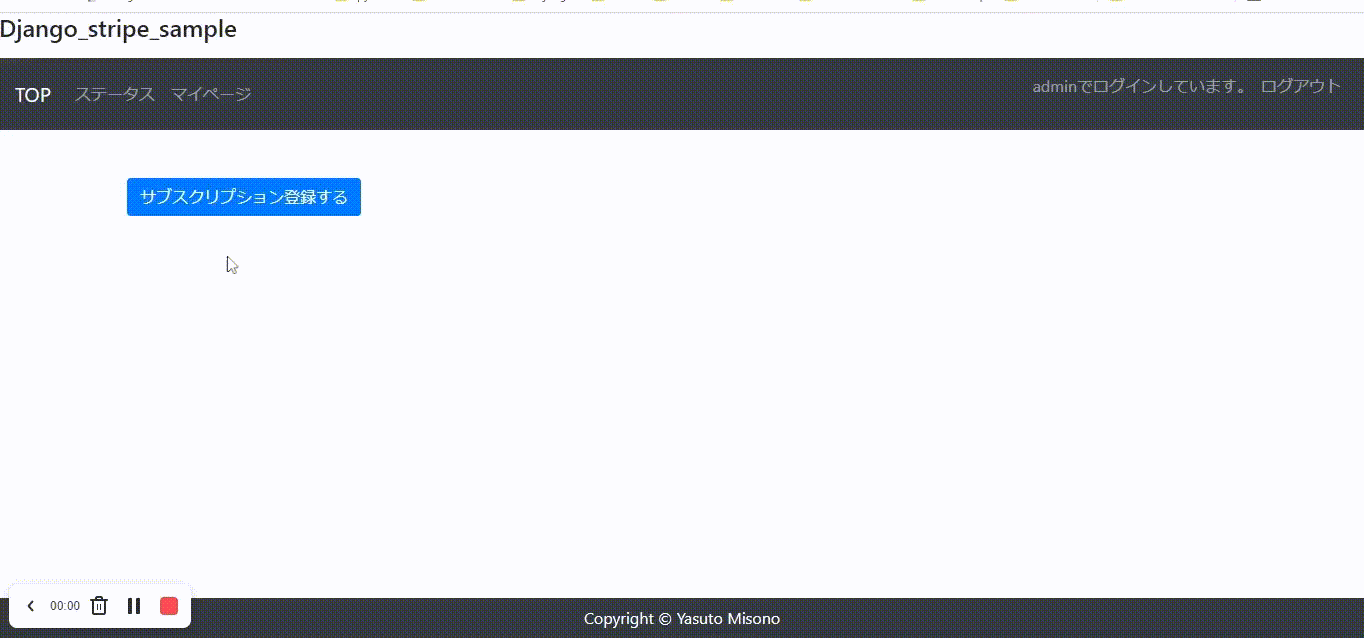 Django_stripe_sample
TOP ステータス マイページ adminでログインしています。 ログアウト
サブスクリプション登録する
00:00
Copyright © Yasuto Misono